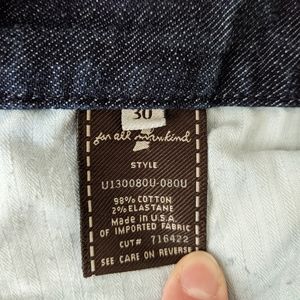 30
7
for all mankind
STYLE
U130080U-080U
98% COTTON
2% ELASTANE
Made in U.S.A.
OF IMPORTED FABRIC
CUT# 716422
SEE CARE ON REVERSE